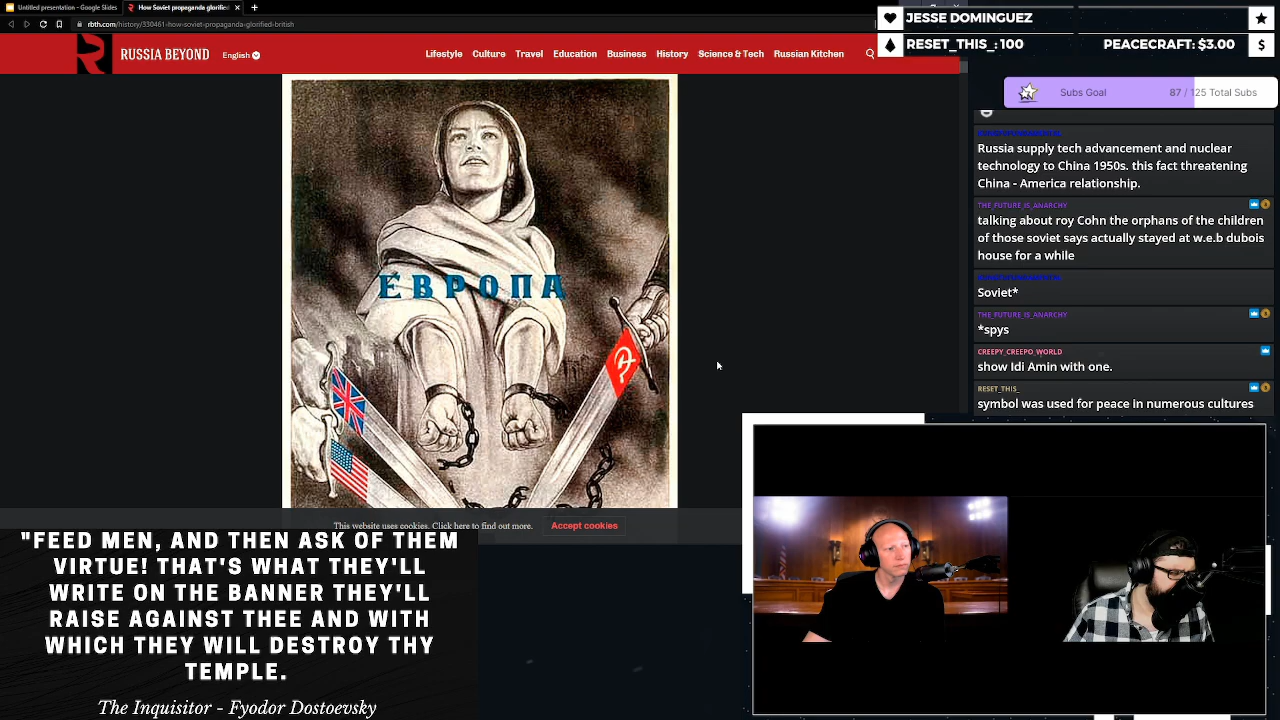 Untitled presentation - Google Slides
How Soviet propaganda glorified
rbth.com/history/330461-how-soviet-propaganda-glorified-british
RUSSIA BEYOND
English
Lifestyle Culture Travel Education Business History Science & Tech Russian Kitchen
ЕВРОПА
This website uses cookies. Click here to find out more. Accept cookies
"FEED MEN, AND THEN ASK OF THEM
VIRTUE! THAT'S WHAT THEY'LL
WRITE ON THE BANNER THEY'LL
RAISE AGAINST THEE AND WITH
WHICH THEY WILL DESTROY THY
TEMPLE.
The Inquisitor - Fyodor Dostoevsky
JESSE DOMINGUEZ
RESET_THIS_: 100 PEACECRAFT: $3.00
Subs Goal 87 / 125 Total Subs
Russia supply tech advancement and nuclear
technology to China 1950s. this fact threatening
China - America relationship.
THE_FUTURE_IS_ANARCHY
talking about roy Cohn the orphans of the children
of those soviet says actually stayed at w.e.b dubois
house for a while
Soviet*
THE_FUTURE_IS_ANARCHY
*spys
CREEPY_CREEPO_WORLD
show Idi Amin with one.
RESET_THIS_
symbol was used for peace in numerous cultures